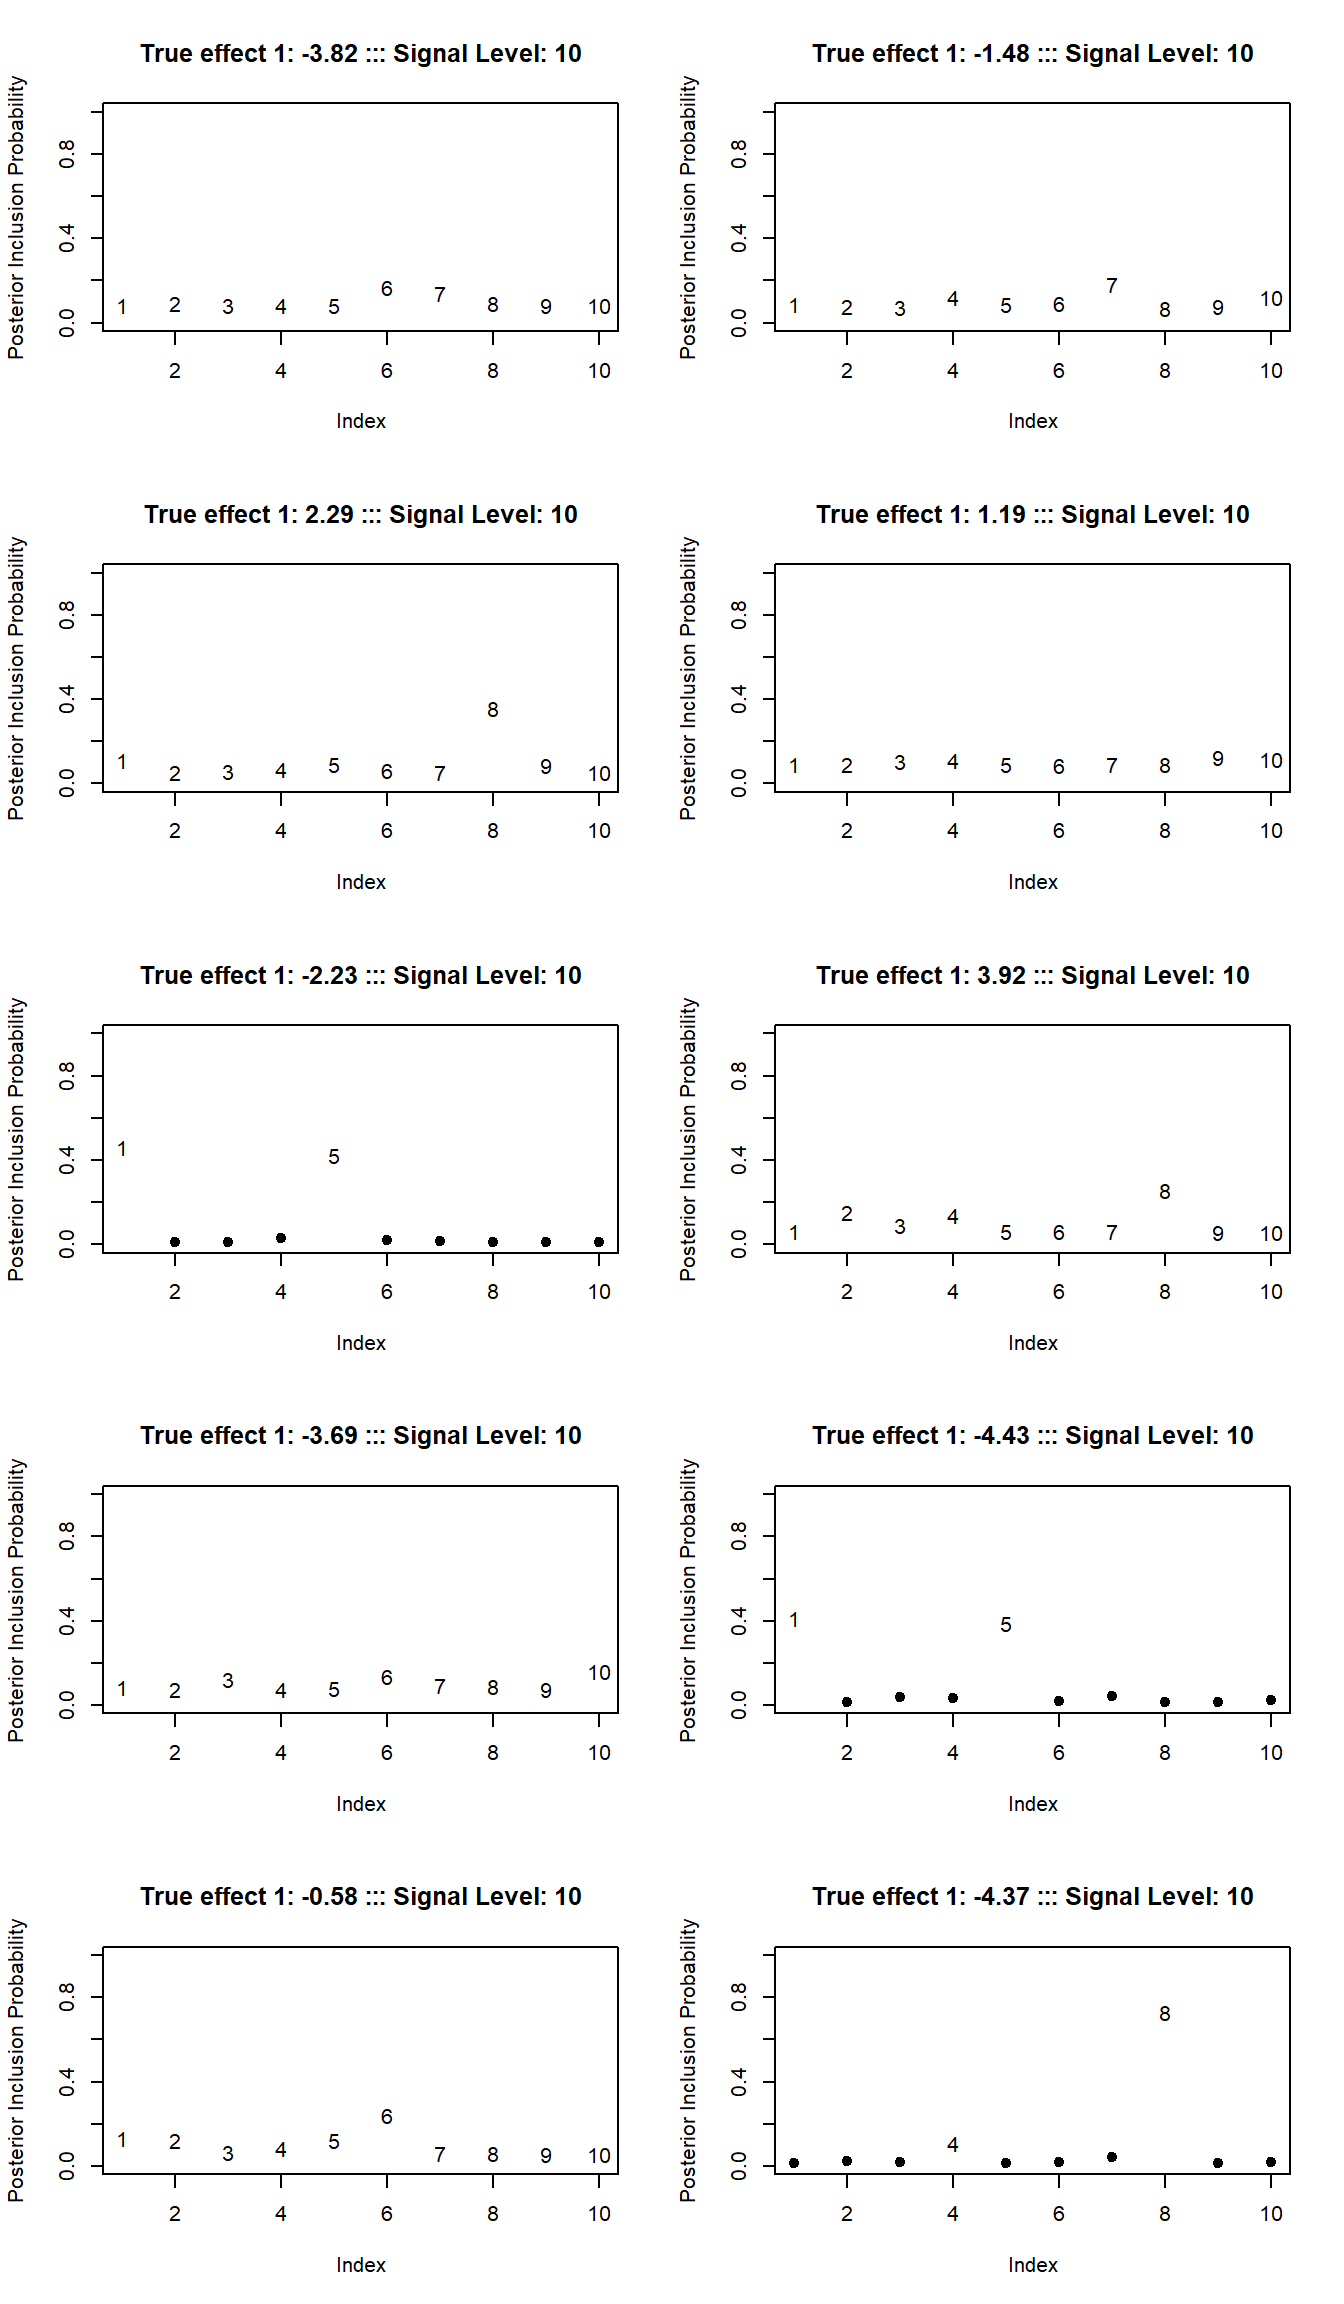 True effect 1: -3.82 ::: Signal Level: 10
Posterior Inclusion Probability
0.8
0.4
0.0
1 2 3 4 5 6 7 8 9 10
2 4 6 8 10
Index
True effect 1: -1.48 ::: Signal Level: 10
Posterior Inclusion Probability
0.8
0.4
0.0
1 2 3 4 5 6 7 8 9 10
2 4 6 8 10
Index
True effect 1: 2.29 ::: Signal Level: 10
Posterior Inclusion Probability
0.8
0.4
0.0
1 2 3 4 5 6 7 8 9 10
2 4 6 8 10
Index
True effect 1: 1.19 ::: Signal Level: 10
Posterior Inclusion Probability
0.8
0.4
0.0
1 2 3 4 5 6 7 8 9 10
2 4 6 8 10
Index
True effect 1: -2.23 ::: Signal Level: 10
Posterior Inclusion Probability
0.8
0.4
0.0
1 5
2 4 6 8 10
Index
True effect 1: 3.92 ::: Signal Level: 10
Posterior Inclusion Probability
0.8
0.4
0.0
1 2 3 4 5 6 7 8 9 10
2 4 6 8 10
Index
True effect 1: -3.69 ::: Signal Level: 10
Posterior Inclusion Probability
0.8
0.4
0.0
1 2 3 4 5 6 7 8 9 10
2 4 6 8 10
Index
True effect 1: -4.43 ::: Signal Level: 10
Posterior Inclusion Probability
0.8
0.4
0.0
1 5
2 4 6 8 10
Index
True effect 1: -0.58 ::: Signal Level: 10
Posterior Inclusion Probability
0.8
0.4
0.0
1 2 3 4 5 6 7 8 9 10
2 4 6 8 10
Index
True effect 1: -4.37 ::: Signal Level: 10
Posterior Inclusion Probability
0.8
0.4
0.0
4 8
2 4 6 8 10
Index